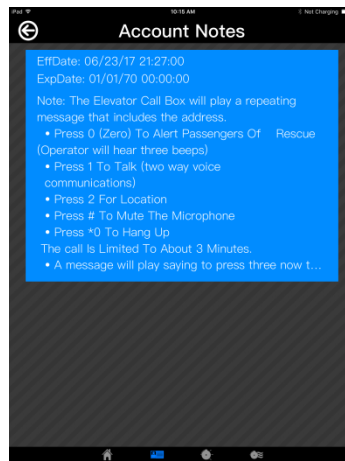 iPad
10:15 AM
Not Charging
Account Notes
EffDate: 06/23/17 21:27:00
ExpDate: 01/01/70 00:00:00
Note: The Elevator Call Box will play a repeating
message that includes the address.
• Press 0 (Zero) To Alert Passengers Of Rescue
(Operator will hear three beeps)
• Press 1 To Talk (two way voice
communications)
• Press 2 For Location
• Press # To Mute The Microphone
• Press *0 To Hang Up
The call Is Limited To About 3 Minutes.
• A message will play saying to press three now t...